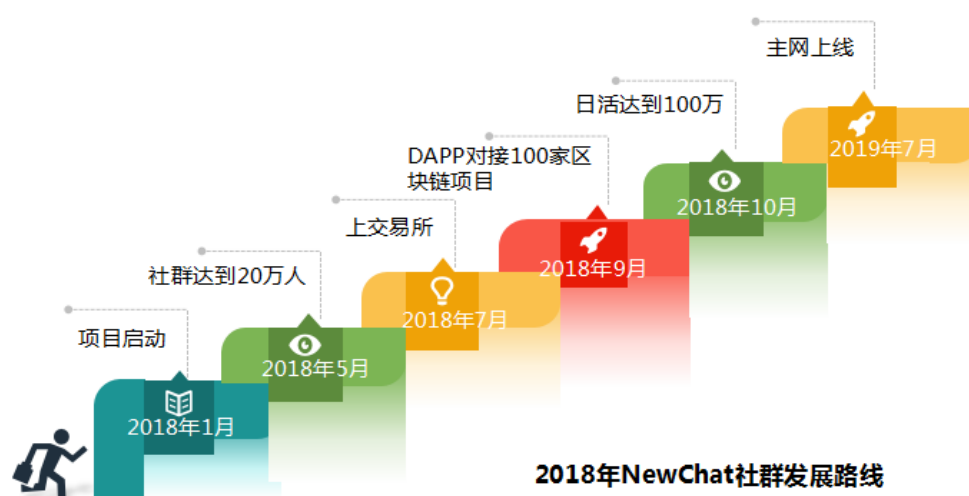 主网上线
2019年7月
日活达到100万
2018年10月
DAPP对接100家区
块链项目
2018年9月
上交易所
2018年7月
社群达到20万人
2018年5月
项目启动
2018年1月
2018年NewChat社群发展路线